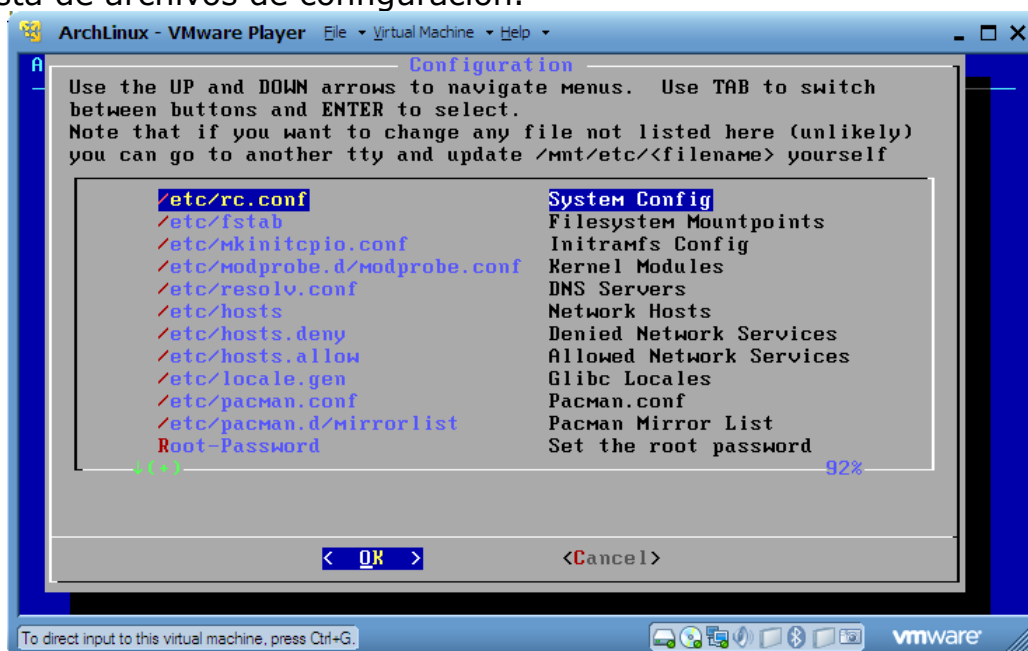 sta de archivos de configuración:
ArchLinux - VMware Player File Virtual Machine Help
A
Configuration
Use the UP and DOWN arrows to navigate menus. Use TAB to switch
between buttons and ENTER to select.
Note that if you want to change any file not listed here (unlikely)
you can go to another tty and update /mnt/etc/<filename> yourself
/etc/rc.conf System Config
/etc/fstab Filesystem Mountpoints
/etc/mkinitcpio.conf Initramfs Config
/etc/modprobe.d/modprobe.conf Kernel Modules
/etc/resolv.conf DNS Servers
/etc/hosts Network Hosts
/etc/hosts.deny Denied Network Services
/etc/hosts.allow Allowed Network Services
/etc/locale.gen Glibc Locales
/etc/pacman.conf Pacman.conf
/etc/pacman.d/mirrorlist Pacman Mirror List
Root-Password Set the root password
↓(+) 92%
< OK > <Cancel>
To direct input to this virtual machine, press Ctrl+G. vmware